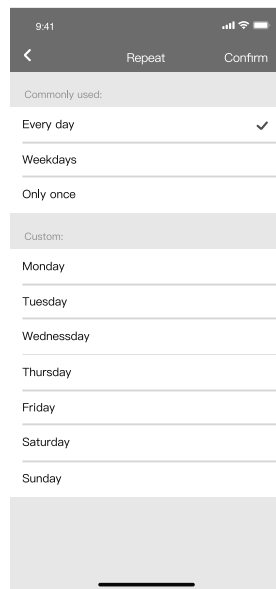 9:41
Repeat Confirm
Commonly used:
Every day
Weekdays
Only once
Custom:
Monday
Tuesday
Wednessday
Thursday
Friday
Saturday
Sunday